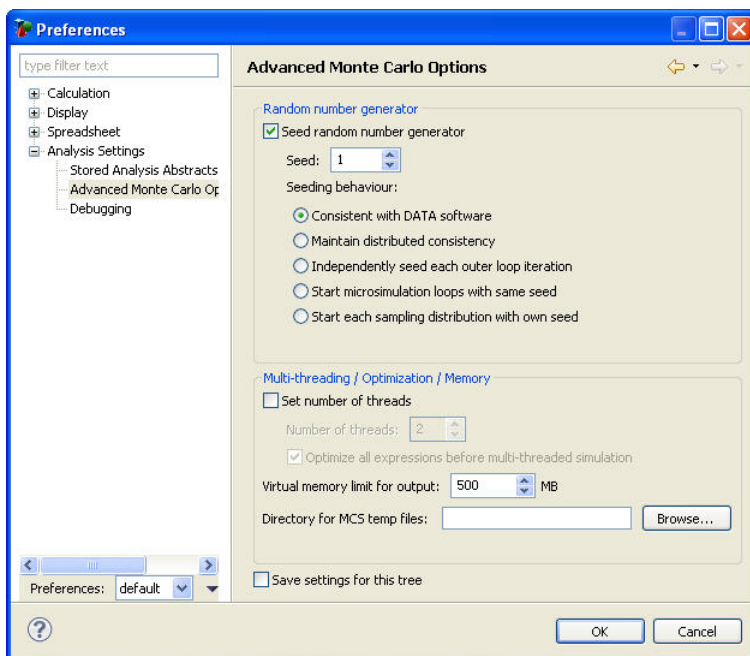 Preferences
type filter text
Calculation
Display
Spreadsheet
Analysis Settings
Stored Analysis Abstracts
Advanced Monte Carlo Op
Debugging
Preferences: default
Advanced Monte Carlo Options
Random number generator
Seed random number generator
Seed: 1
Seeding behaviour:
Consistent with DATA software
Maintain distributed consistency
Independently seed each outer loop iteration
Start microsimulation loops with same seed
Start each sampling distribution with own seed
Multi-threading / Optimization / Memory
Set number of threads
Number of threads: 2
Optimize all expressions before multi-threaded simulation
Virtual memory limit for output: 500 MB
Directory for MCS temp files: Browse...
Save settings for this tree
? OK Cancel